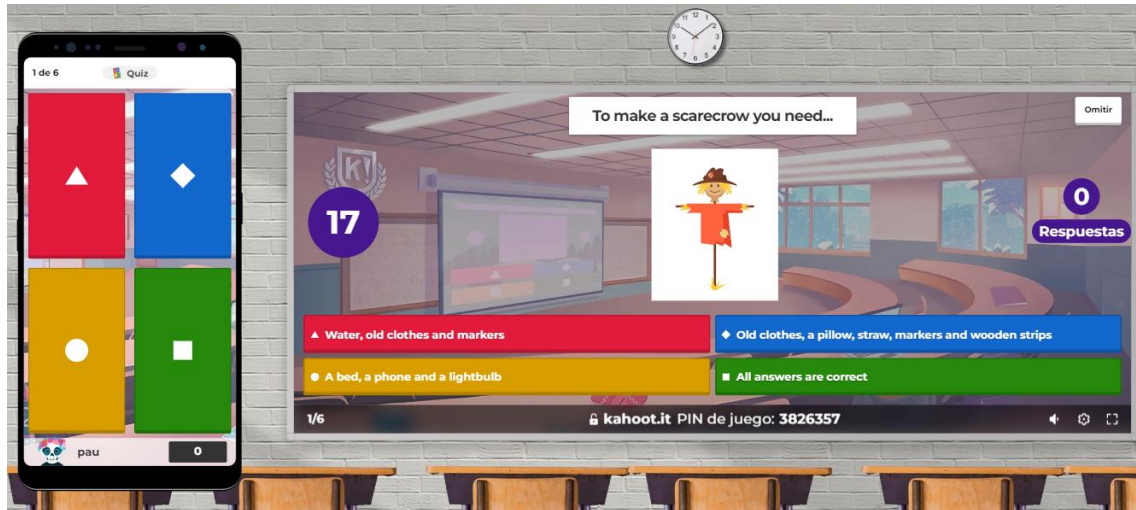 1 de 6
Quiz
pau
0
To make a scarecrow you need...
Omitir
K!
17
0
Respuestas
Water, old clothes and markers
Old clothes, a pillow, straw, markers and wooden strips
A bed, a phone and a lightbulb
All answers are correct
1/6
kahoot.it PIN de juego: 3826357